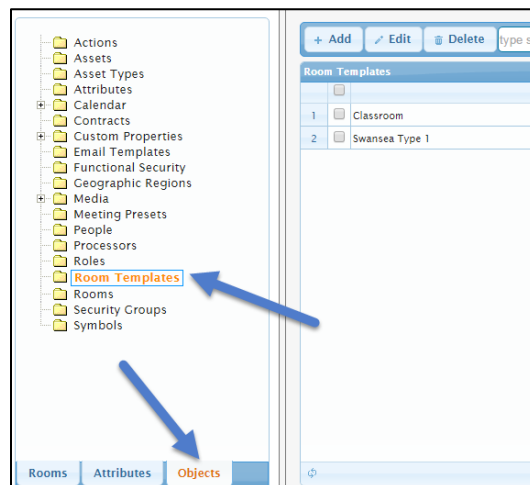 Actions
Assets
Asset Types
Attributes
Calendar
Contracts
Custom Properties
Email Templates
Functional Security
Geographic Regions
Media
Meeting Presets
People
Processors
Roles
Room Templates
Rooms
Security Groups
Symbols
Rooms Attributes Objects
+ Add Edit Delete type s
Room Templates
1 Classroom
2 Swansea Type 1